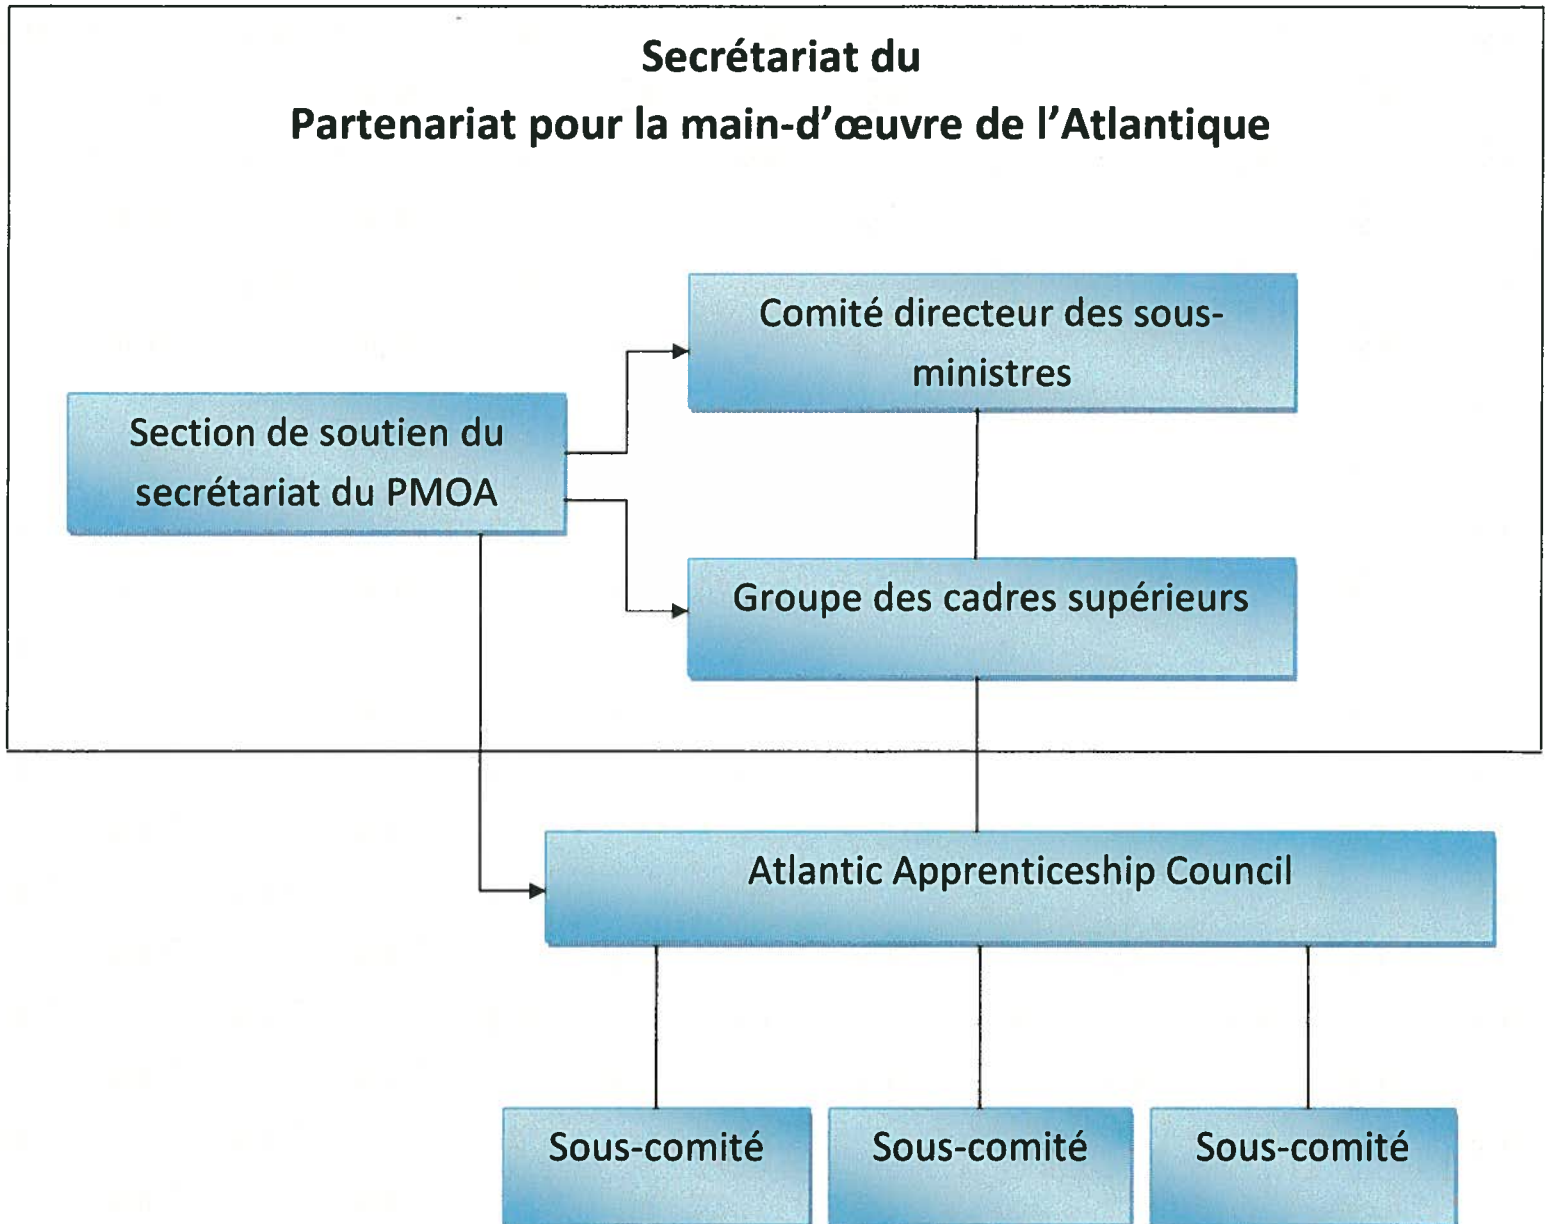 Secrétariat du
Partenariat pour la main-d'œuvre de l'Atlantique
Comité directeur des sous-
ministres
Section de soutien du
secrétariat du PMOA
Groupe des cadres supérieurs
Atlantic Apprenticeship Council
Sous-comité
Sous-comité
Sous-comité